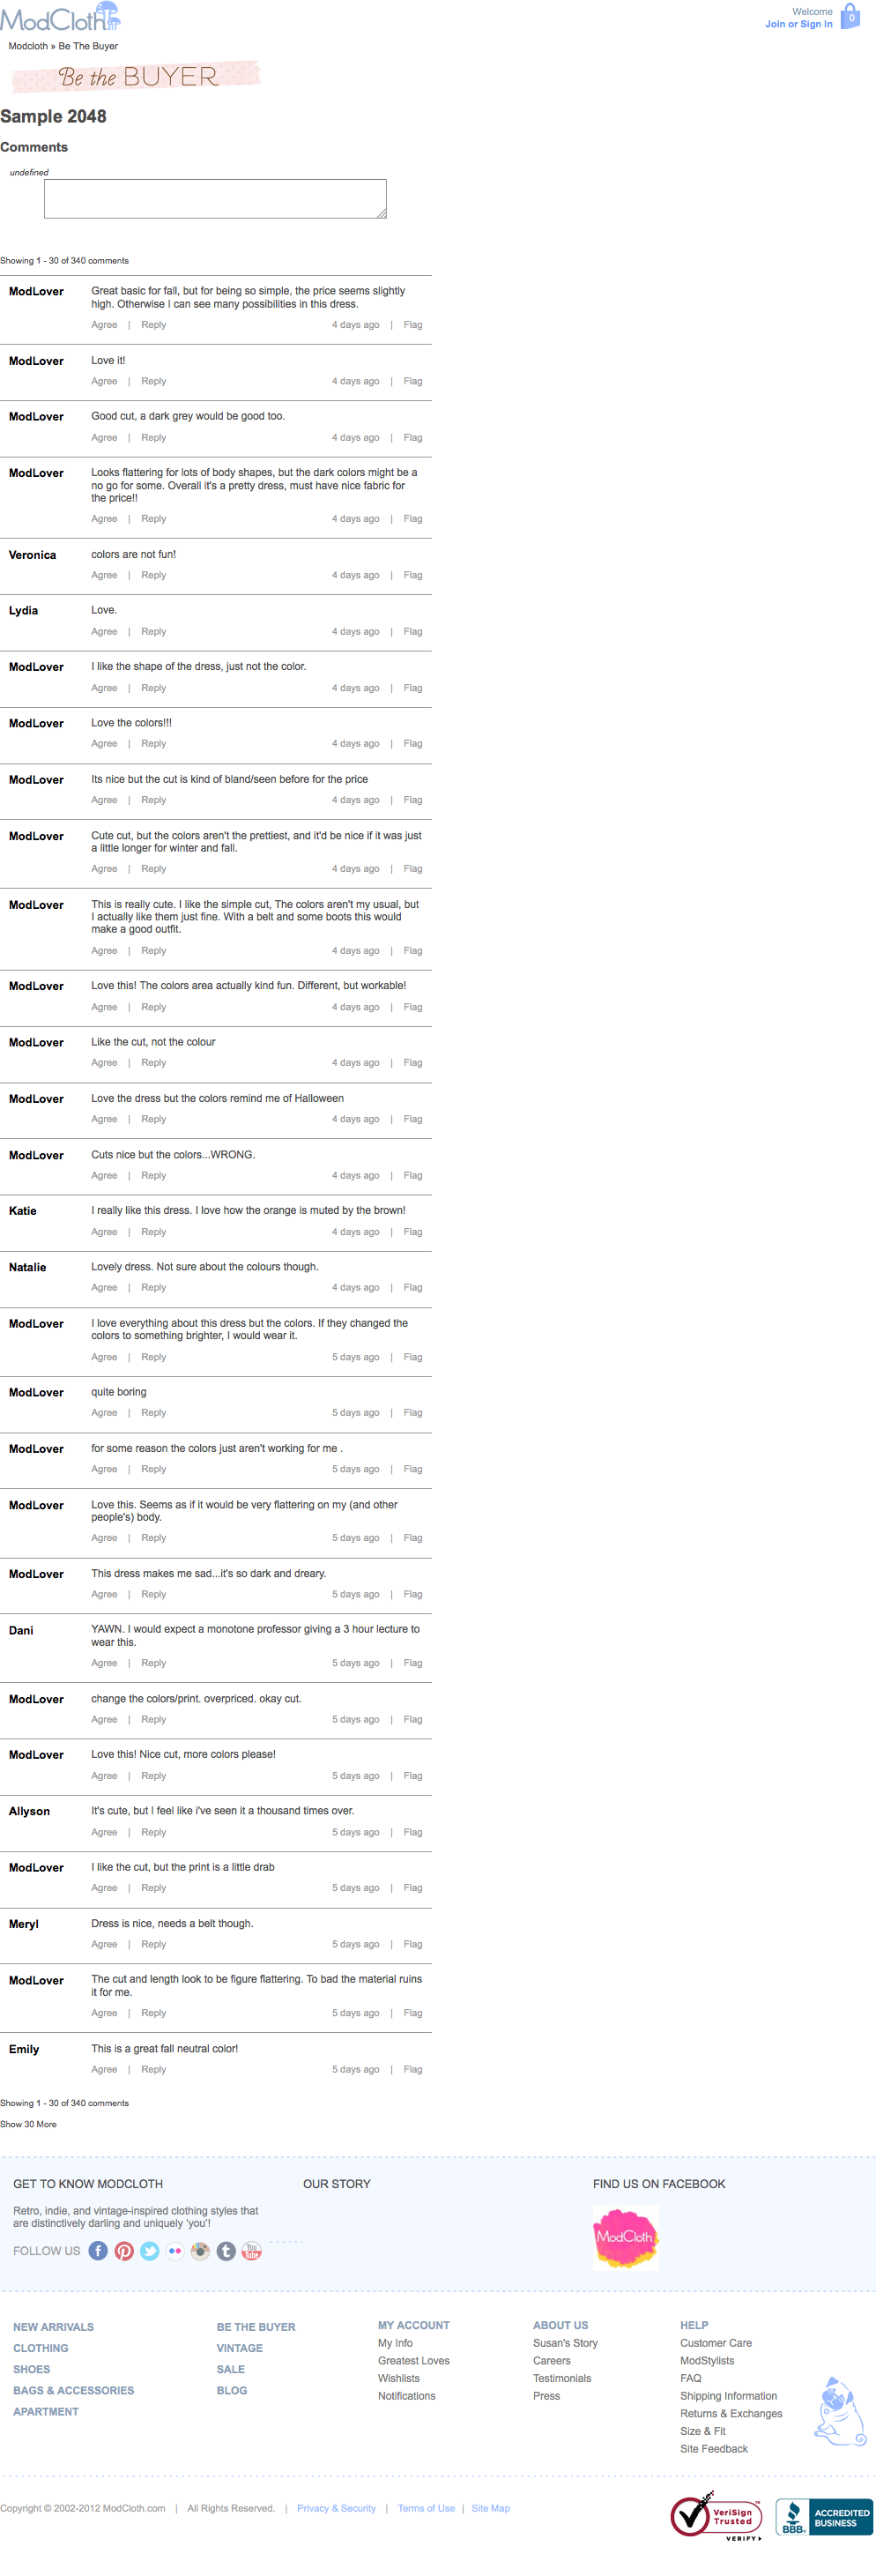 ModCloth
Welcome
Join or Sign In
0
Modcloth » Be The Buyer
Be the BUYER
Sample 2048
Comments
undefined
Showing 1 - 30 of 340 comments
ModLover
Great basic for fall, but for being so simple, the price seems slightly
high. Otherwise I can see many possibilities in this dress.
Agree | Reply 4 days ago | Flag
ModLover
Love it!
Agree | Reply 4 days ago | Flag
ModLover
Good cut, a dark grey would be good too.
Agree | Reply 4 days ago | Flag
ModLover
Looks flattering for lots of body shapes, but the dark colors might be a
no go for some. Overall it's a pretty dress, must have nice fabric for
the price!!
Agree | Reply 4 days ago | Flag
Veronica
colors are not fun!
Agree | Reply 4 days ago | Flag
Lydia
Love.
Agree | Reply 4 days ago | Flag
ModLover
I like the shape of the dress, just not the color.
Agree | Reply 4 days ago | Flag
ModLover
Love the colors!!!
Agree | Reply 4 days ago | Flag
ModLover
Its nice but the cut is kind of bland/seen before for the price
Agree | Reply 4 days ago | Flag
ModLover
Cute cut, but the colors aren't the prettiest, and it'd be nice if it was just
a little longer for winter and fall.
Agree | Reply 4 days ago | Flag
ModLover
This is really cute. I like the simple cut, The colors aren't my usual, but
I actually like them just fine. With a belt and some boots this would
make a good outfit.
Agree | Reply 4 days ago | Flag
ModLover
Love this! The colors area actually kind fun. Different, but workable!
Agree | Reply 4 days ago | Flag
ModLover
Like the cut, not the colour
Agree | Reply 4 days ago | Flag
ModLover
Love the dress but the colors remind me of Halloween
Agree | Reply 4 days ago | Flag
ModLover
Cuts nice but the colors...WRONG.
Agree | Reply 4 days ago | Flag
Katie
I really like this dress. I love how the orange is muted by the brown!
Agree | Reply 4 days ago | Flag
Natalie
Lovely dress. Not sure about the colours though.
Agree | Reply 4 days ago | Flag
ModLover
I love everything about this dress but the colors. If they changed the
colors to something brighter, I would wear it.
Agree | Reply 5 days ago | Flag
ModLover
quite boring
Agree | Reply 5 days ago | Flag
ModLover
for some reason the colors just aren't working for me .
Agree | Reply 5 days ago | Flag
ModLover
Love this. Seems as if it would be very flattering on my (and other
people's) body.
Agree | Reply 5 days ago | Flag
ModLover
This dress makes me sad...it's so dark and dreary.
Agree | Reply 5 days ago | Flag
Dani
YAWN. I would expect a monotone professor giving a 3 hour lecture to
wear this.
Agree | Reply 5 days ago | Flag
ModLover
change the colors/print. overpriced. okay cut.
Agree | Reply 5 days ago | Flag
ModLover
Love this! Nice cut, more colors please!
Agree | Reply 5 days ago | Flag
Allyson
It's cute, but I feel like i've seen it a thousand times over.
Agree | Reply 5 days ago | Flag
ModLover
I like the cut, but the print is a little drab
Agree | Reply 5 days ago | Flag
Meryl
Dress is nice, needs a belt though.
Agree | Reply 5 days ago | Flag
ModLover
The cut and length look to be figure flattering. To bad the material ruins
it for me.
Agree | Reply 5 days ago | Flag
Emily
This is a great fall neutral color!
Agree | Reply 5 days ago | Flag
Showing 1 - 30 of 340 comments
Show 30 More
GET TO KNOW MODCLOTH
Retro, indie, and vintage-inspired clothing styles that
are distinctively darling and uniquely 'you'!
FOLLOW US
You Tube
OUR STORY
FIND US ON FACEBOOK
ModCloth
NEW ARRIVALS
CLOTHING
SHOES
BAGS & ACCESSORIES
APARTMENT
BE THE BUYER
VINTAGE
SALE
BLOG
MY ACCOUNT
My Info
Greatest Loves
Wishlists
Notifications
ABOUT US
Susan's Story
Careers
Testimonials
Press
HELP
Customer Care
ModStylists
FAQ
Shipping Information
Returns & Exchanges
Size & Fit
Site Feedback
Copyright © 2002-2012 ModCloth.com | All Rights Reserved. | Privacy & Security | Terms of Use | Site Map
VeriSign
Trusted
VERIFY
BBB.
ACCREDITED
BUSINESS